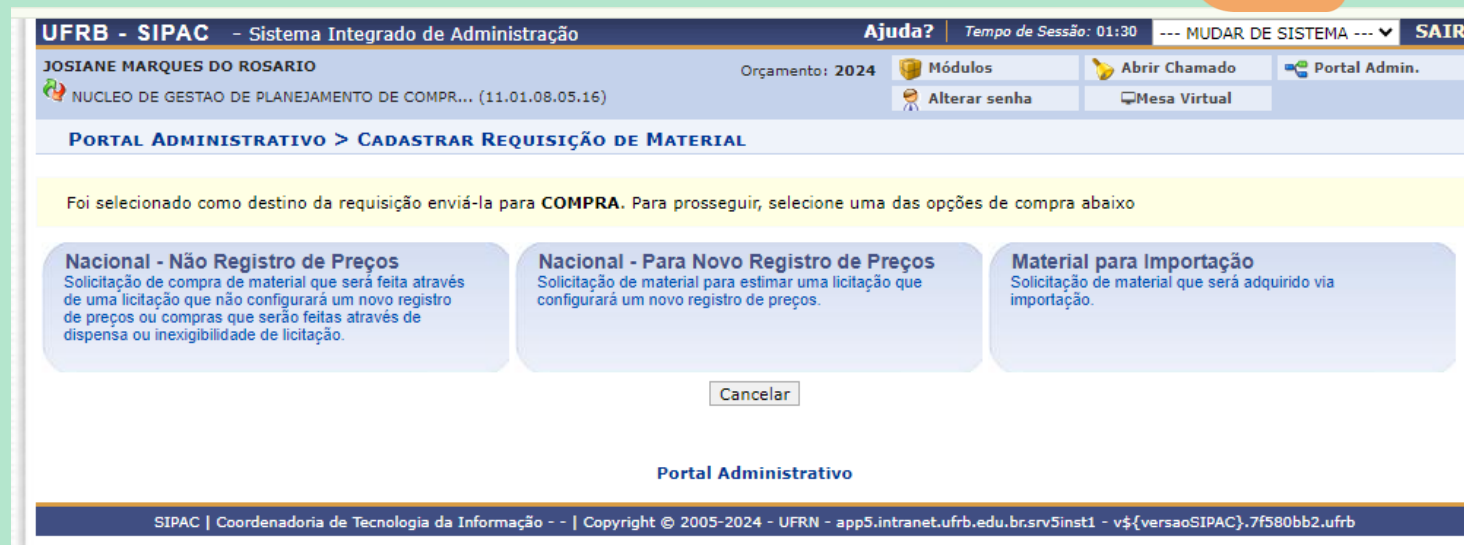 UFRB - SIPAC - Sistema Integrado de Administração Ajuda? Tempo de Sessão: 01:30 --- MUDAR DE SISTEMA --- SAIR
JOSIANE MARQUES DO ROSARIO Orçamento: 2024 Módulos Abrir Chamado Portal Admin.
NUCLEO DE GESTAO DE PLANEJAMENTO DE COMPR... (11.01.08.05.16) Alterar senha Mesa Virtual
PORTAL ADMINISTRATIVO > CADASTRAR REQUISIÇÃO DE MATERIAL
Foi selecionado como destino da requisição enviá-la para COMPRA. Para prosseguir, selecione uma das opções de compra abaixo
Nacional - Não Registro de Preços
Solicitação de compra de material que será feita através
de uma licitação que não configurará um novo registro
de preços ou compras que serão feitas através de
dispensa ou inexigibilidade de licitação.
Nacional - Para Novo Registro de Preços
Solicitação de material para estimar uma licitação que
configurará um novo registro de preços.
Material para Importação
Solicitação de material que será adquirido via
importação.
Cancelar
Portal Administrativo
SIPAC | Coordenadoria de Tecnologia da Informação - - | Copyright © 2005-2024 - UFRN - app5.intranet.ufrb.edu.br.srv5inst1 - v${versaoSIPAC}.7f580bb2.ufrb